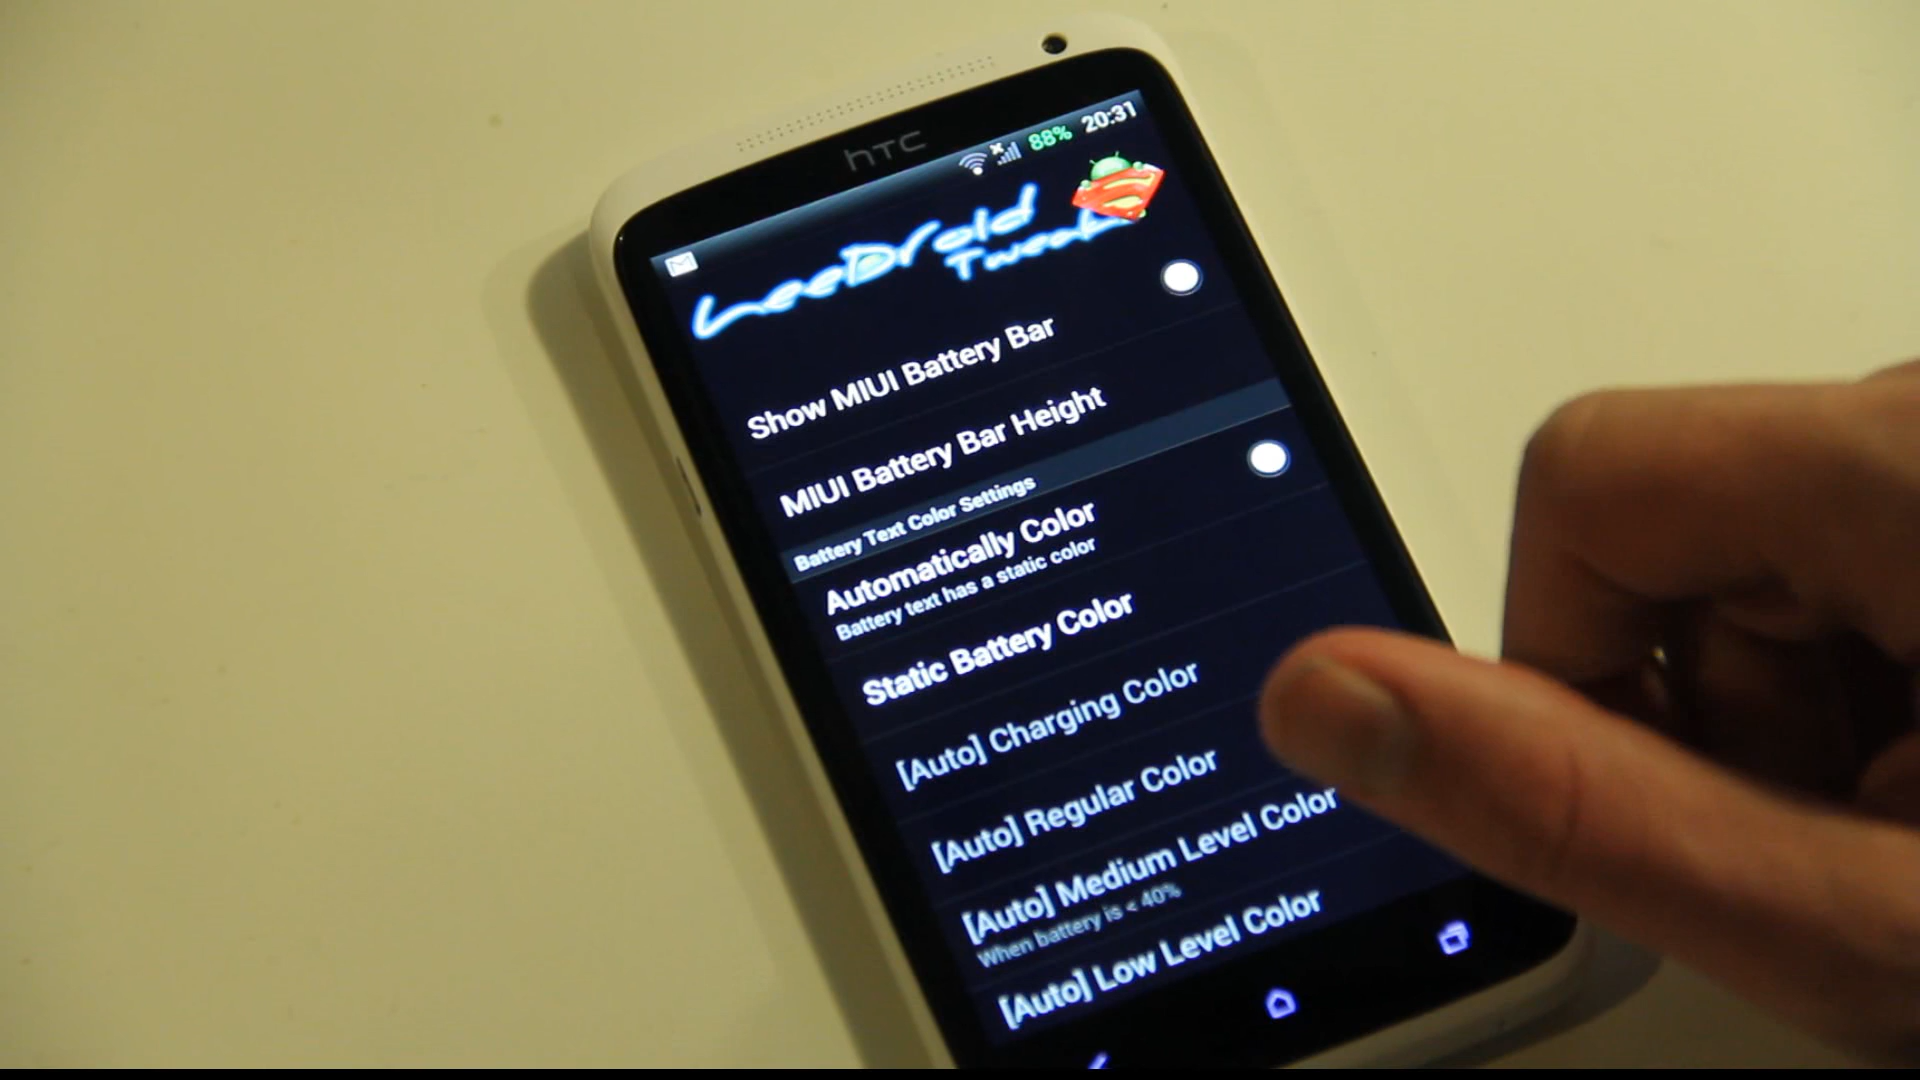 hTC
88% 20:31
LeeDroid
Tweaks
Show MIUI Battery Bar
MIUI Battery Bar Height
Battery Text Color Settings
Automatically Color
Battery text has a static color
Static Battery Color
[Auto] Charging Color
[Auto] Regular Color
[Auto] Medium Level Color
When battery is < 40%
[Auto] Low Level Color